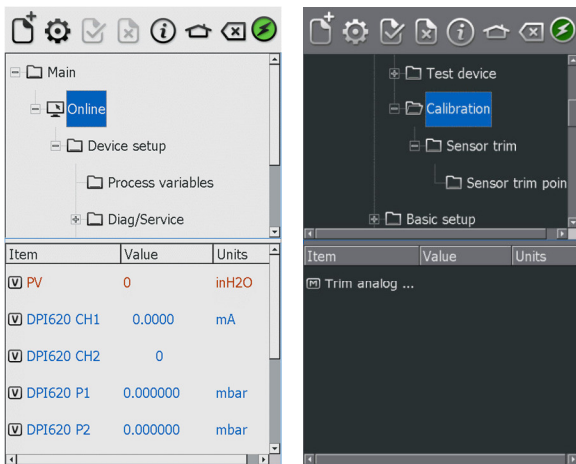 Main
Online
Device setup
Process variables
Diag/Service
Item Value Units
PV 0 inH2O
DPI620 CH1 0.0000 mA
DPI620 CH2 0
DPI620 P1 0.000000 mbar
DPI620 P2 0.000000 mbar
Test device
Calibration
Sensor trim
Sensor trim poin
Basic setup
Item Value Units
M Trim analog ...